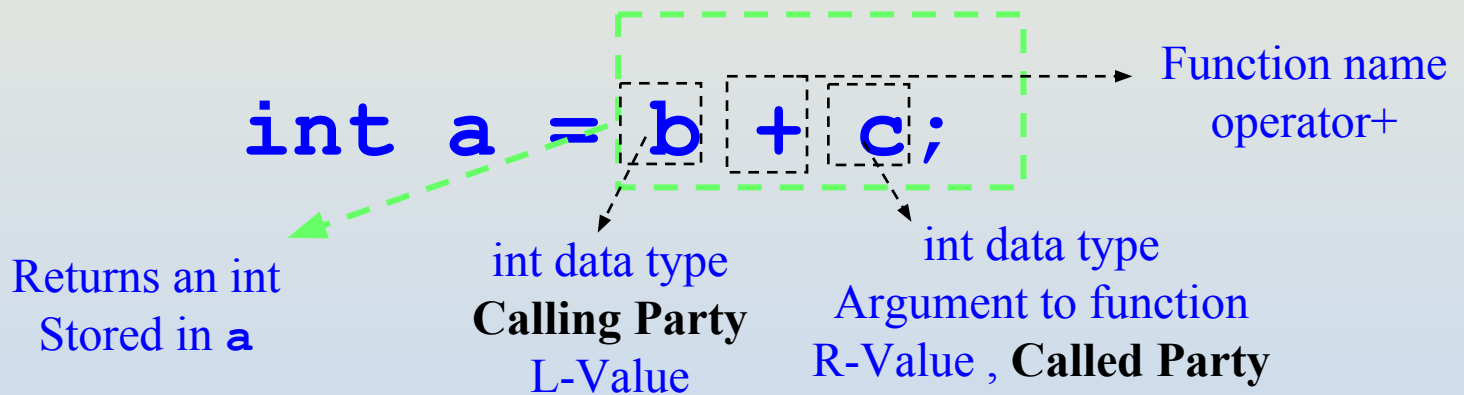 Function name
operator+
int a = b + c;
Returns an int
Stored in a
int data type
Calling Party
L-Value
int data type
Argument to function
R-Value , Called Party